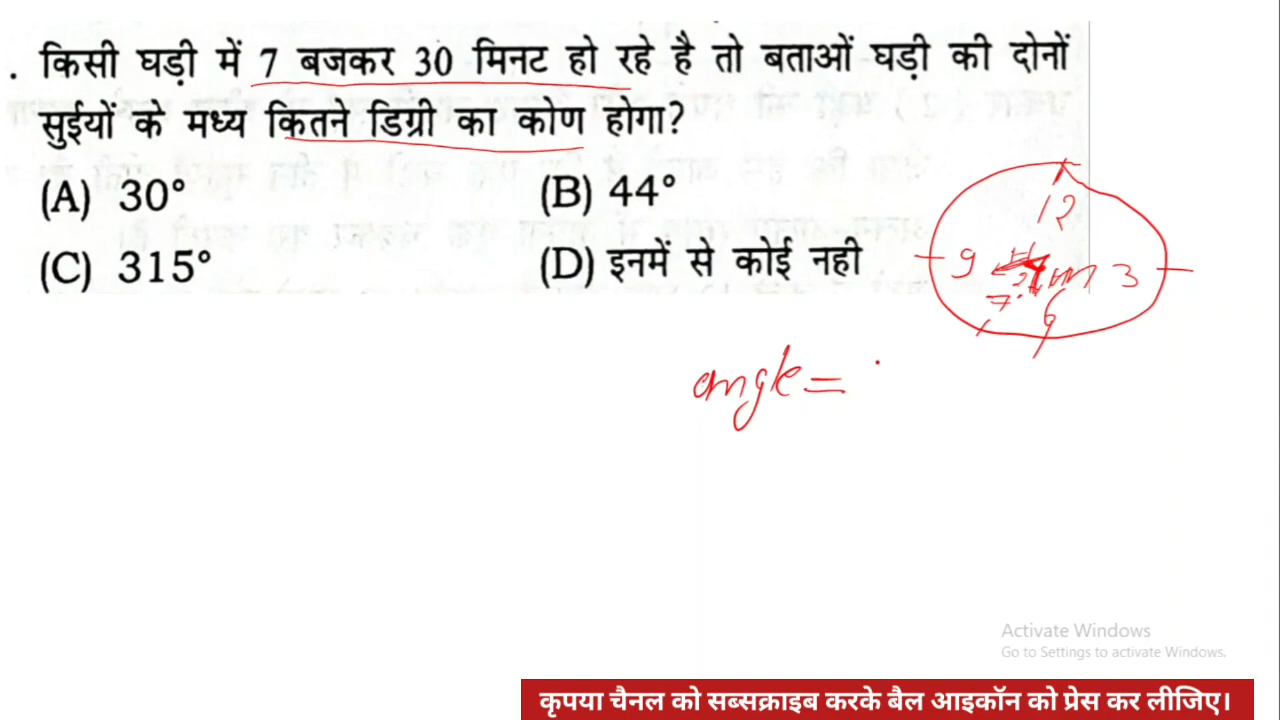 . किसी घड़ी में 7 बजकर 30 मिनट हो रहे है तो बताओं घड़ी की दोनों
सुईयों के मध्य कितने डिग्री का कोण होगा?
(A) 30° (B) 44°
(C) 315° (D) इनमें से कोई नही
12
9 m 3
7 6
angle =
Activate Windows
Go to Settings to activate Windows.
कृपया चैनल को सब्सक्राइब करके बैल आइकॉन को प्रेस कर लीजिए।